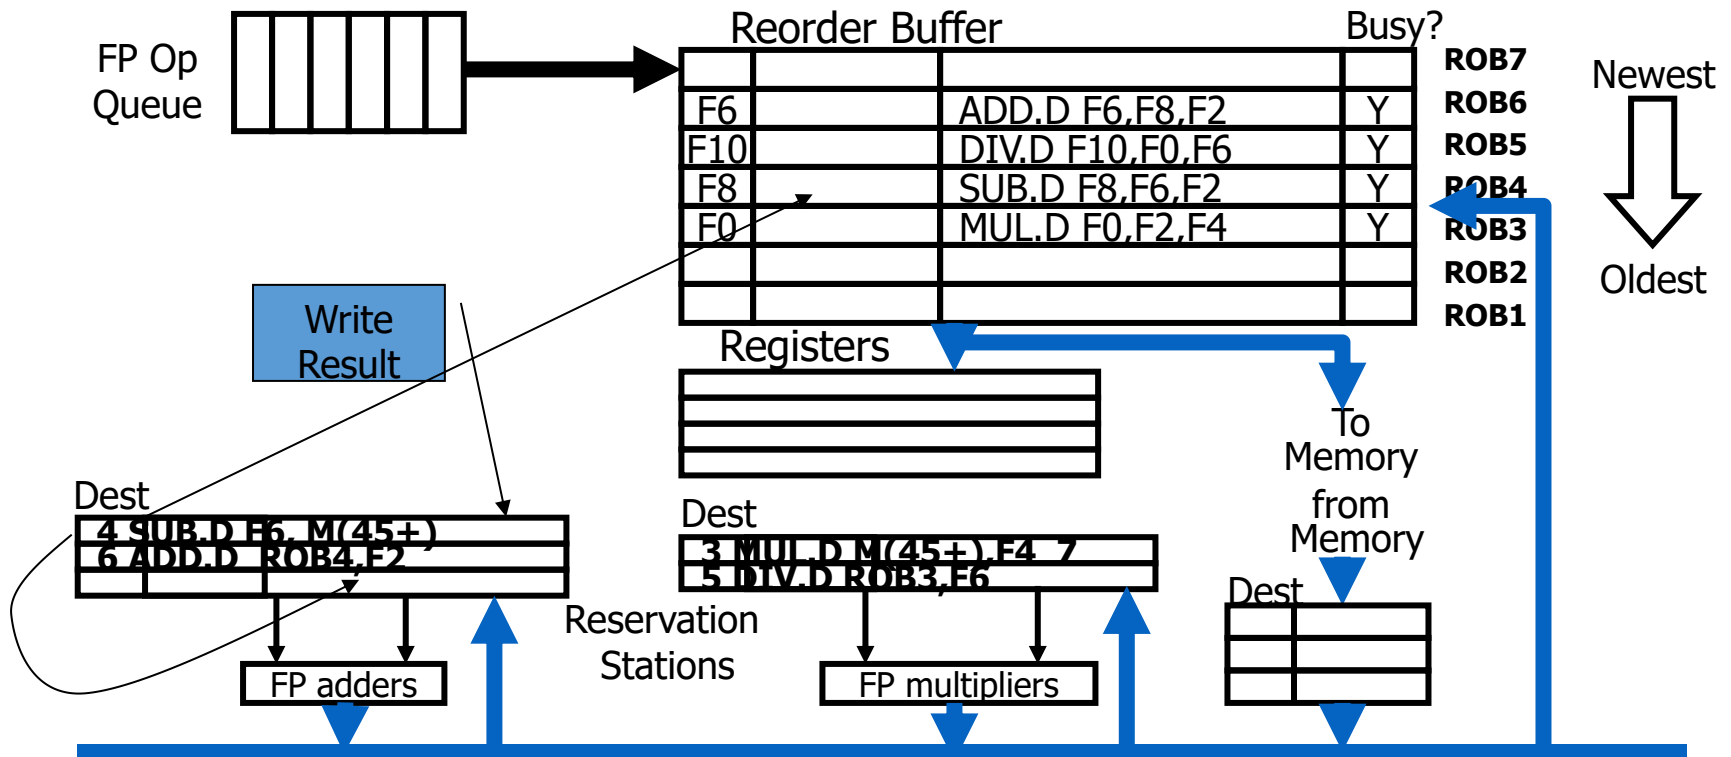 Reorder Buffer
Busy?
FP Op
Queue
ROB7
Newest
F6 ADD.D F6,F8,F2 Y ROB6
F10 DIV.D F10,F0,F6 Y ROB5
F8 SUB.D F8,F6,F2 Y ROB4
F0 MUL.D F0,F2,F4 Y ROB3
ROB2
Oldest
ROB1
Write
Result
Registers
To
Memory
from
Memory
Dest
4 SUB.D F6, M(45+)
6 ADD.D ROB4,F2
Dest
3 MUL.D M(45+),F4 7
5 DIV.D ROB3,F6
Dest
Reservation
Stations
FP adders
FP multipliers